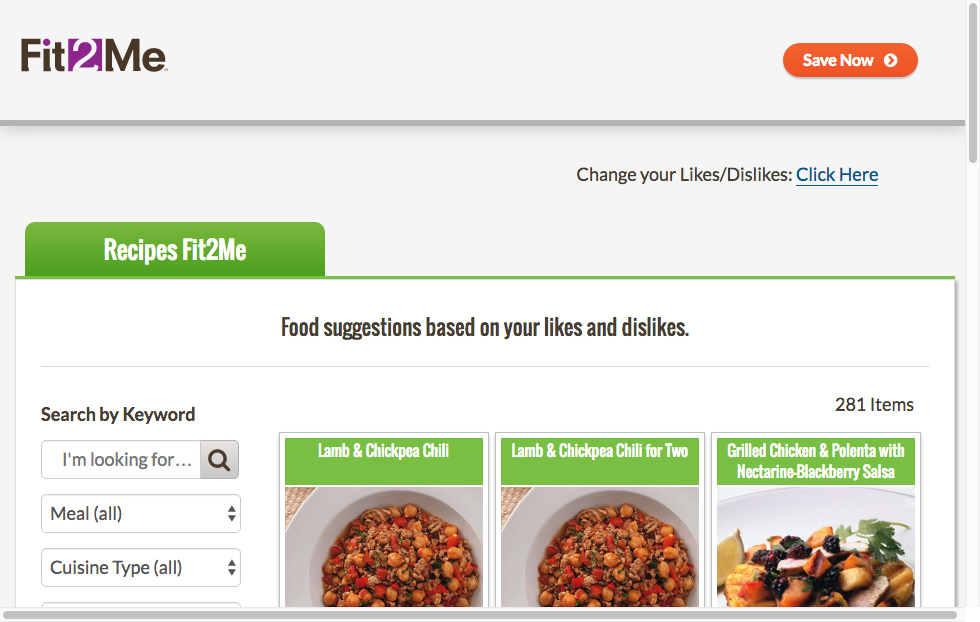 Fit2Me
Save Now
Change your Likes/Dislikes: Click Here
Recipes Fit2Me
Food suggestions based on your likes and dislikes.
281 Items
Search by Keyword
I'm looking for...
Meal (all)
Cuisine Type (all)
Lamb & Chickpea Chili
Lamb & Chickpea Chili for Two
Grilled Chicken & Polenta with
Nectarine-Blackberry Salsa